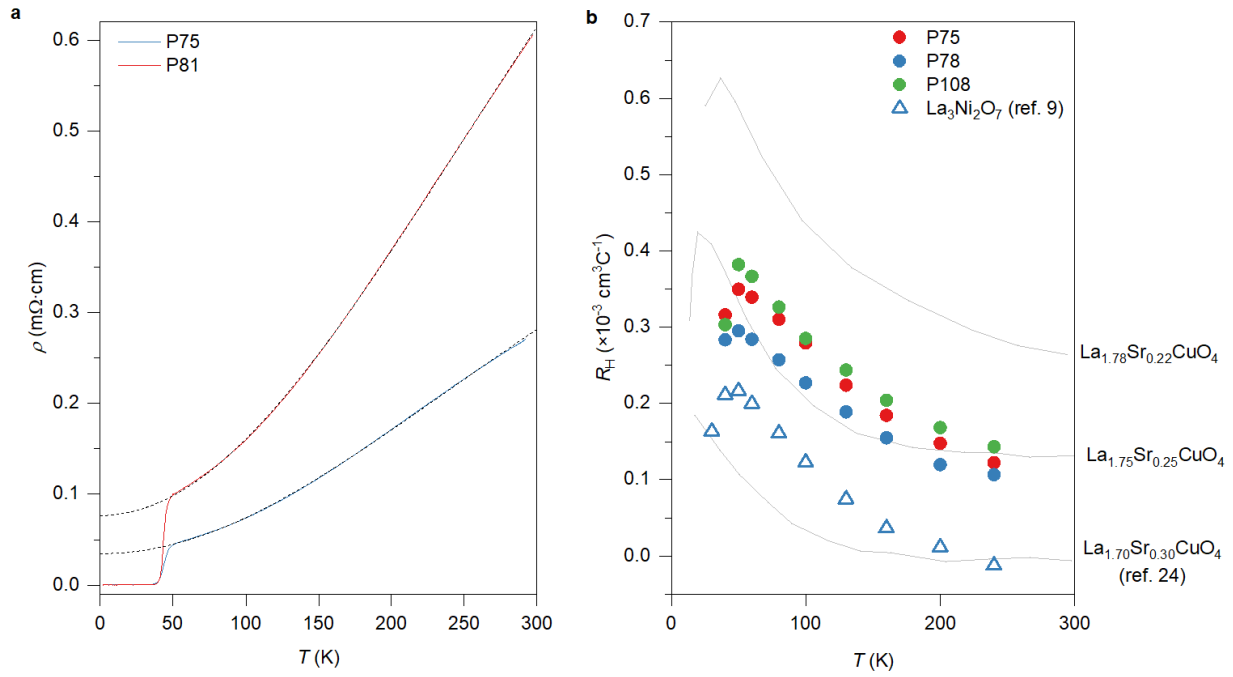 a
P75
P81
0.6
0.5
0.4
0.3
0.2
0.1
0.0
ρ (mΩ·cm)
0
50
100
150
200
250
300
T (K)
b
P75
P78
P108
La₃Ni₂O₇ (ref. 9)
0.7
0.6
0.5
0.4
0.3
0.2
0.1
0.0
R_H (×10⁻³ cm³C⁻¹)
0
100
200
300
T (K)
La₁.₇₈Sr₀.₂₂CuO₄
La₁.₇₅Sr₀.₂₅CuO₄
La₁.₇₀Sr₀.₃₀CuO₄
(ref. 24)